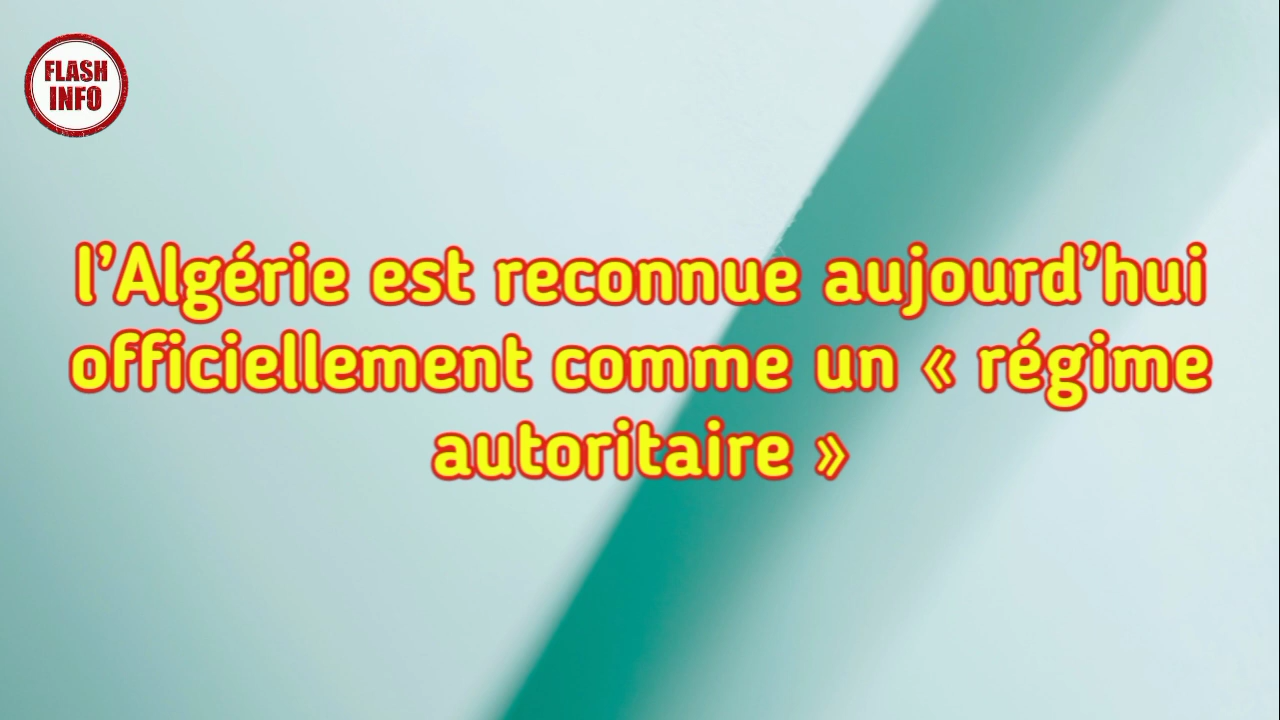 FLASH
INFO
l’Algérie est reconnue aujourd’hui
officiellement comme un « régime
autoritaire »